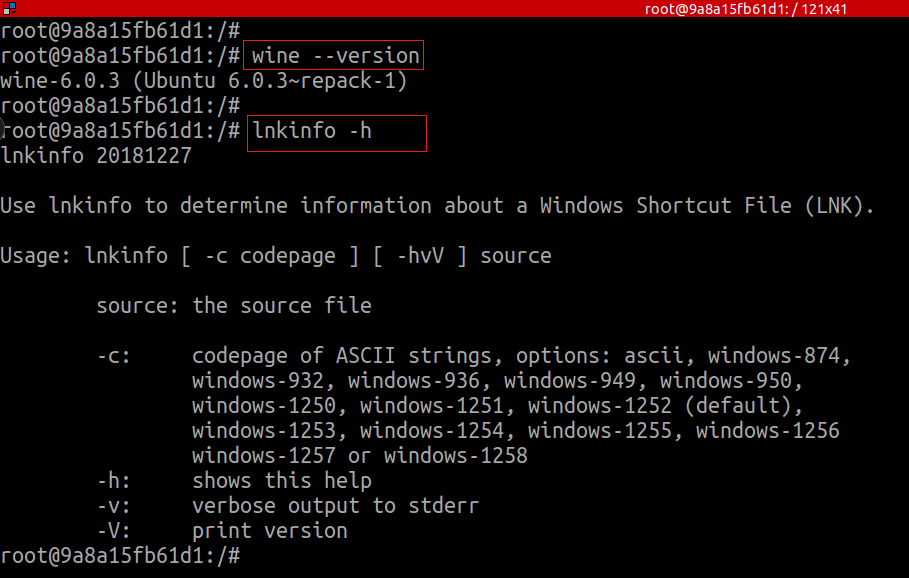 root@9a8a15fb61d1: / 121x41
root@9a8a15fb61d1:/#
root@9a8a15fb61d1:/# wine --version
wine-6.0.3 (Ubuntu 6.0.3~repack-1)
root@9a8a15fb61d1:/#
root@9a8a15fb61d1:/# lnkinfo -h
lnkinfo 20181227
Use lnkinfo to determine information about a Windows Shortcut File (LNK).
Usage: lnkinfo [ -c codepage ] [ -hvV ] source
source: the source file
-c: codepage of ASCII strings, options: ascii, windows-874,
windows-932, windows-936, windows-949, windows-950,
windows-1250, windows-1251, windows-1252 (default),
windows-1253, windows-1254, windows-1255, windows-1256
windows-1257 or windows-1258
-h: shows this help
-v: verbose output to stderr
-V: print version
root@9a8a15fb61d1:/#